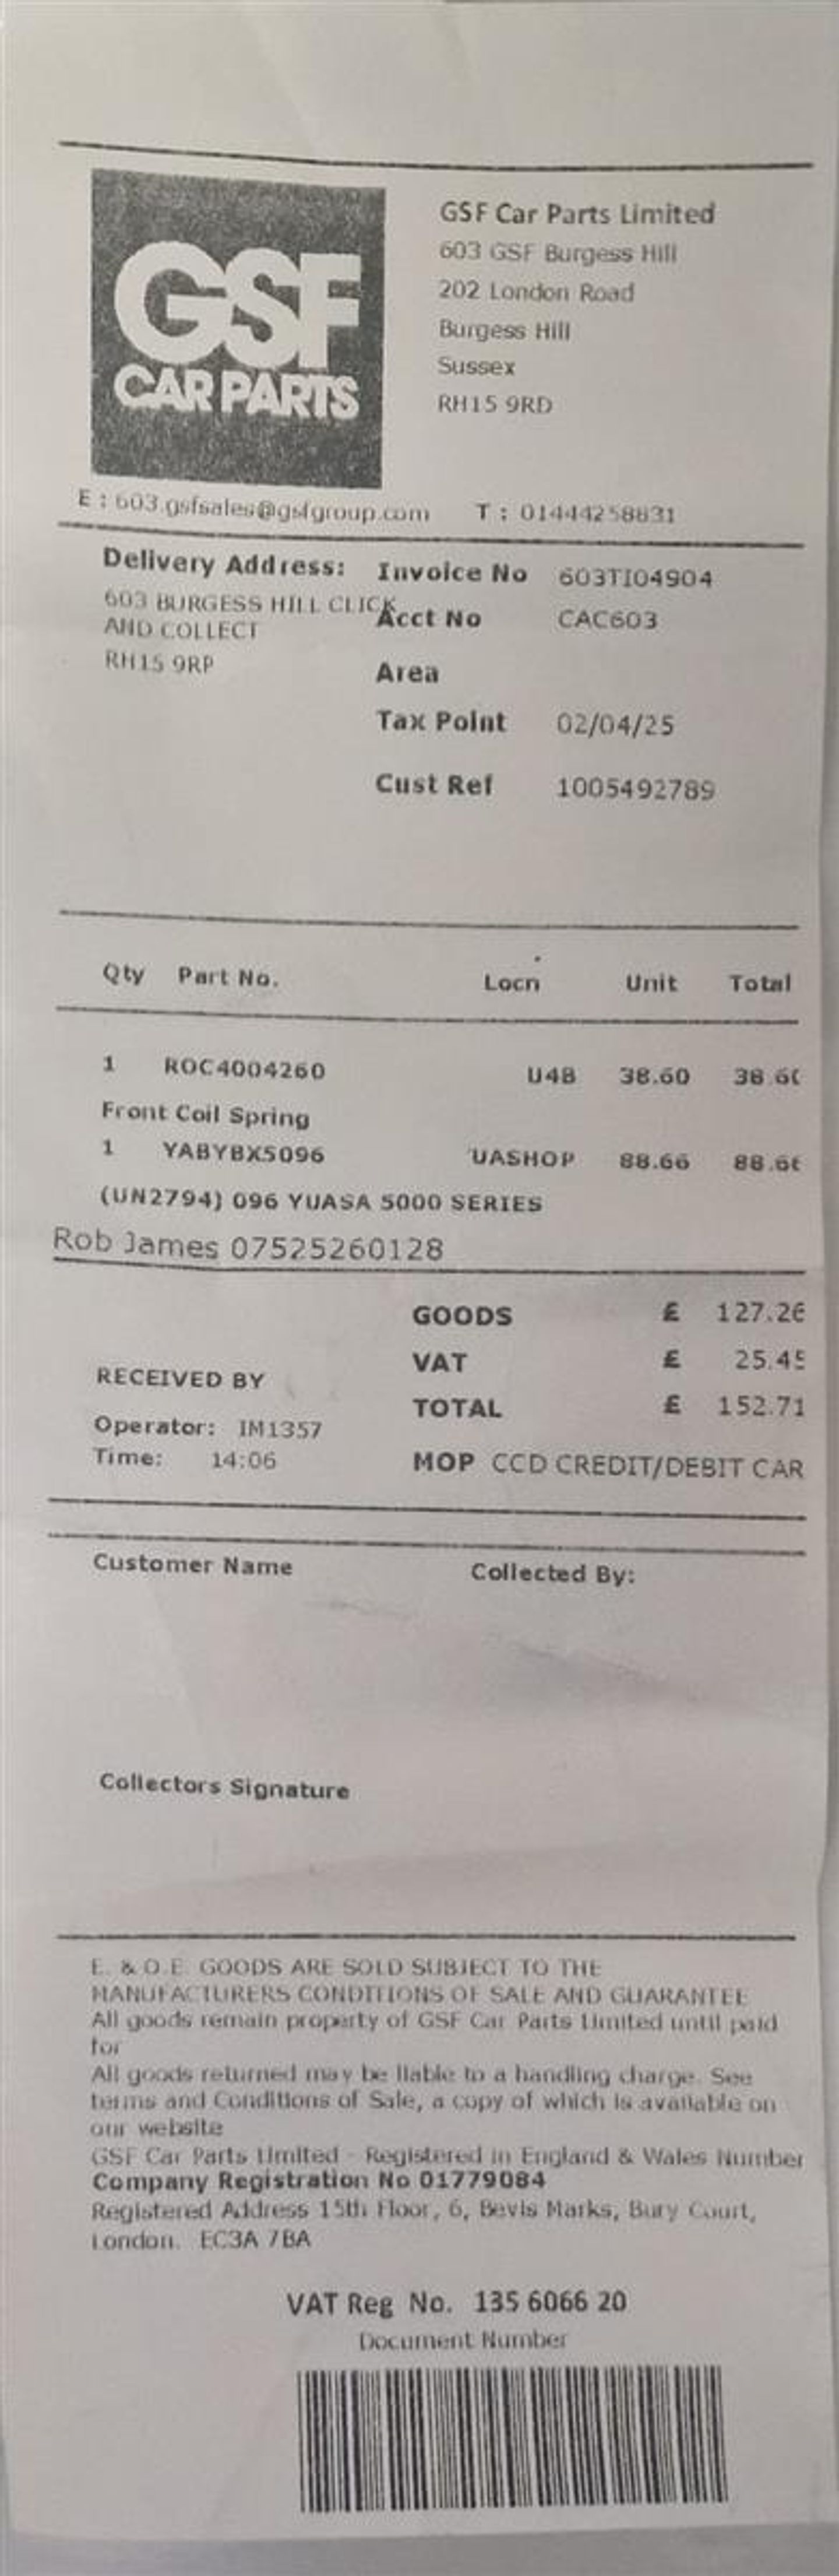 GSF
CAR PARTS
GSF Car Parts Limited
603 GSF Burgess Hill
202 London Road
Burgess Hill
Sussex
RH15 9RD
E : 603.gsfsales@gsfgroup.com T : 01444258831
Delivery Address:
603 BURGESS HILL CLICK
AND COLLECT
RH15 9RP
Invoice No 603TI04904
Acct No CAC603
Area
Tax Point 02/04/25
Cust Ref 1005492789
Qty Part No. Locn Unit Total
1 ROC4004260 U4B 38.60 38.60
Front Coil Spring
1 YABYBX5096 UASHOP 88.66 88.66
(UN2794) 096 YUASA 5000 SERIES
Rob James 07525260128
GOODS £ 127.26
VAT £ 25.45
TOTAL £ 152.71
MOP CCD CREDIT/DEBIT CAR
RECEIVED BY
Operator: IM1357
Time: 14:06
Customer Name Collected By:
Collectors Signature
E. & O.E. GOODS ARE SOLD SUBJECT TO THE
MANUFACTURERS CONDITIONS OF SALE AND GUARANTEE
All goods remain property of GSF Car Parts Limited until paid
for
All goods returned may be liable to a handling charge. See
terms and Conditions of Sale, a copy of which is available on
our website
GSF Car Parts Limited - Registered in England & Wales Number
Company Registration No 01779084
Registered Address 15th Floor, 6, Bevis Marks, Bury Court,
London. EC3A 7BA
VAT Reg No. 135 6066 20
Document Number